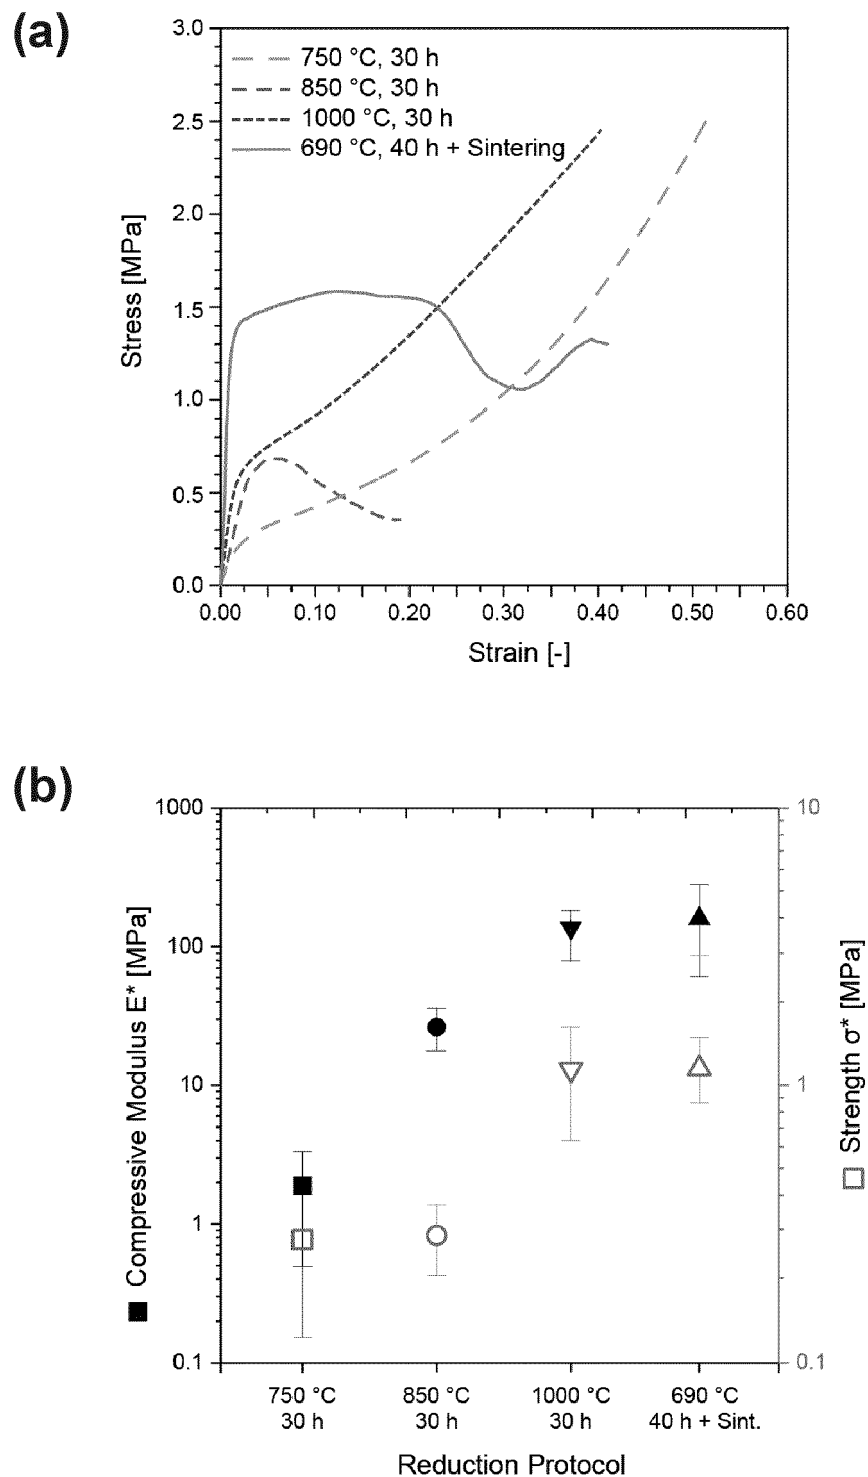 (a)
3.0
2.5
2.0
1.5
1.0
0.5
0.0
Stress [MPa]
750 °C, 30 h
850 °C, 30 h
1000 °C, 30 h
690 °C, 40 h + Sintering
0.00 0.10 0.20 0.30 0.40 0.50 0.60
Strain [-]
(b)
1000
100
10
1
0.1
Compressive Modulus E* [MPa]
10
1
0.1
Strength σ* [MPa]
750 °C 850 °C 1000 °C 690 °C
30 h 30 h 30 h 40 h + Sint.
Reduction Protocol